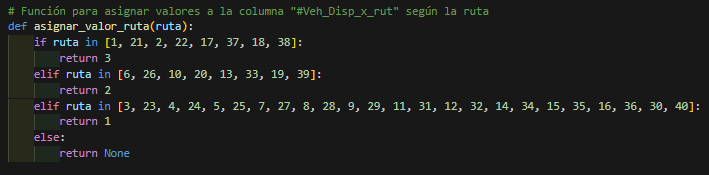 # Función para asignar valores a la columna "#Veh_Disp_x_rut" según la ruta
def asignar_valor_ruta(ruta):
    if ruta in [1, 21, 2, 22, 17, 37, 18, 38]:
        return 3
    elif ruta in [6, 26, 10, 20, 13, 33, 19, 39]:
        return 2
    elif ruta in [3, 23, 4, 24, 5, 25, 7, 27, 8, 28, 9, 29, 11, 31, 12, 32, 14, 34, 15, 35, 16, 36, 30, 40]:
        return 1
    else:
        return None